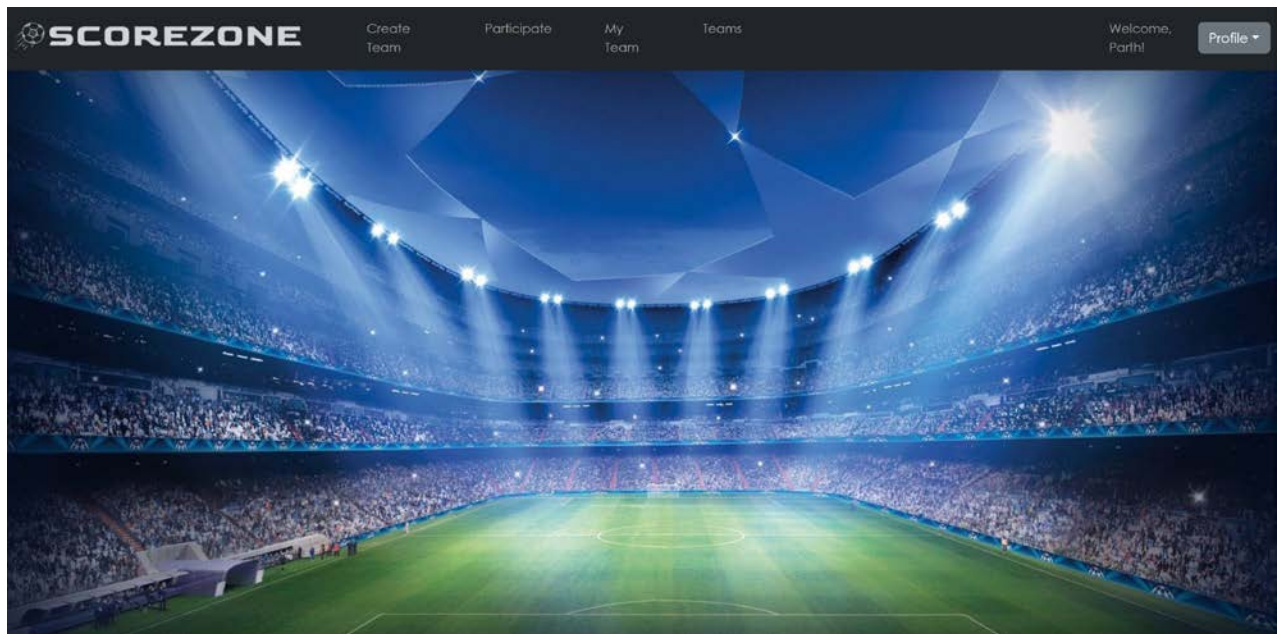 SCOREZONE
Create
Team
Participate
My
Team
Teams
Welcome,
Parth!
Profile